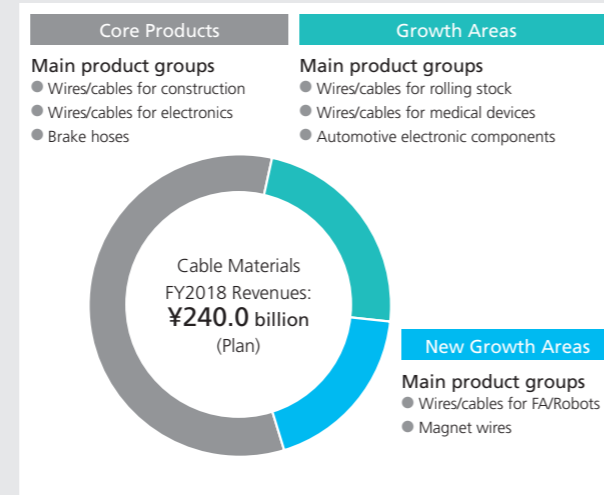 Core Products
Main product groups
Wires/cables for construction
Wires/cables for electronics
Brake hoses
Growth Areas
Main product groups
Wires/cables for rolling stock
Wires/cables for medical devices
Automotive electronic components
Cable Materials
FY2018 Revenues:
¥240.0 billion
(Plan)
New Growth Areas
Main product groups
Wires/cables for FA/Robots
Magnet wires